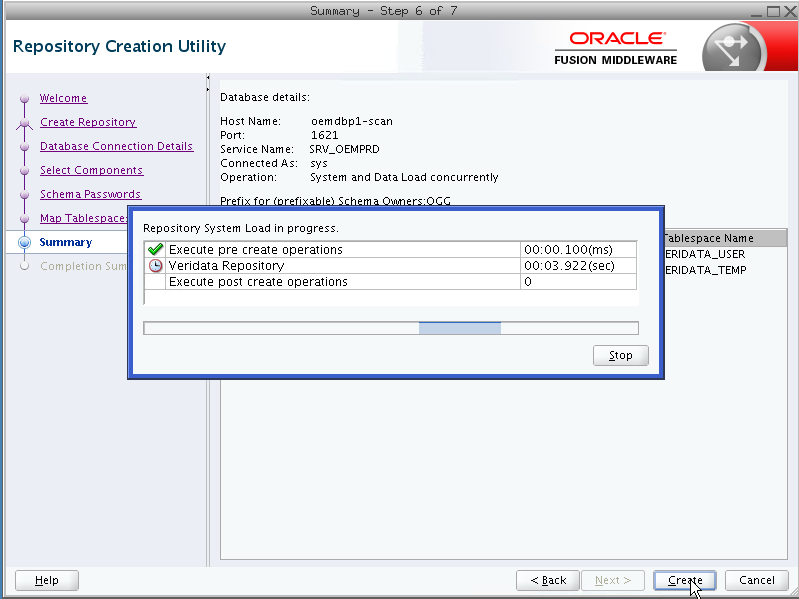 Summary - Step 6 of 7
Repository Creation Utility
ORACLE
FUSION MIDDLEWARE
Welcome
Create Repository
Database Connection Details
Select Components
Schema Passwords
Map Tablespaces
Summary
Completion Sum
Database details:
Host Name: oemdbp1-scan
Port: 1621
Service Name: SRV_OEMPRD
Connected As: sys
Operation: System and Data Load concurrently
Prefix for (prefixable) Schema Owners:OGG
Tablespace Name
ERIDATA_USER
ERIDATA_TEMP
Repository System Load in progress.
Execute pre create operations 00:00.100(ms)
Veridata Repository 00:03.922(sec)
Execute post create operations 0
Stop
Help
< Back
Next >
Create
Cancel